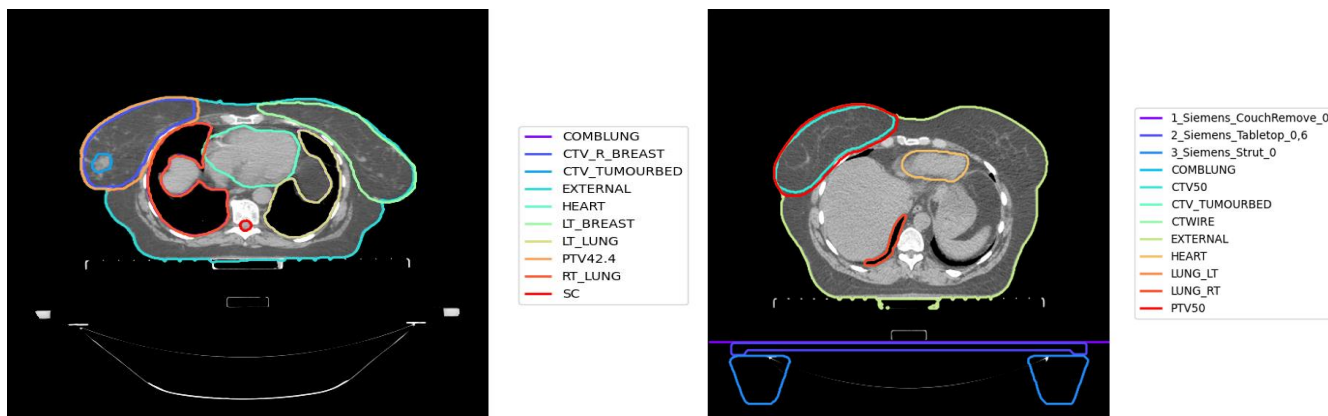 COMBLUNG
CTV_R_BREAST
CTV_TUMOURBED
EXTERNAL
HEART
LT_BREAST
LT_LUNG
PTV42.4
RT_LUNG
SC
1_Siemens_CouchRemove_0
2_Siemens_Tabletop_0,6
3_Siemens_Strut_0
COMBLUNG
CTV50
CTV_TUMOURBED
CTWIRE
EXTERNAL
HEART
LUNG_LT
LUNG_RT
PTV50